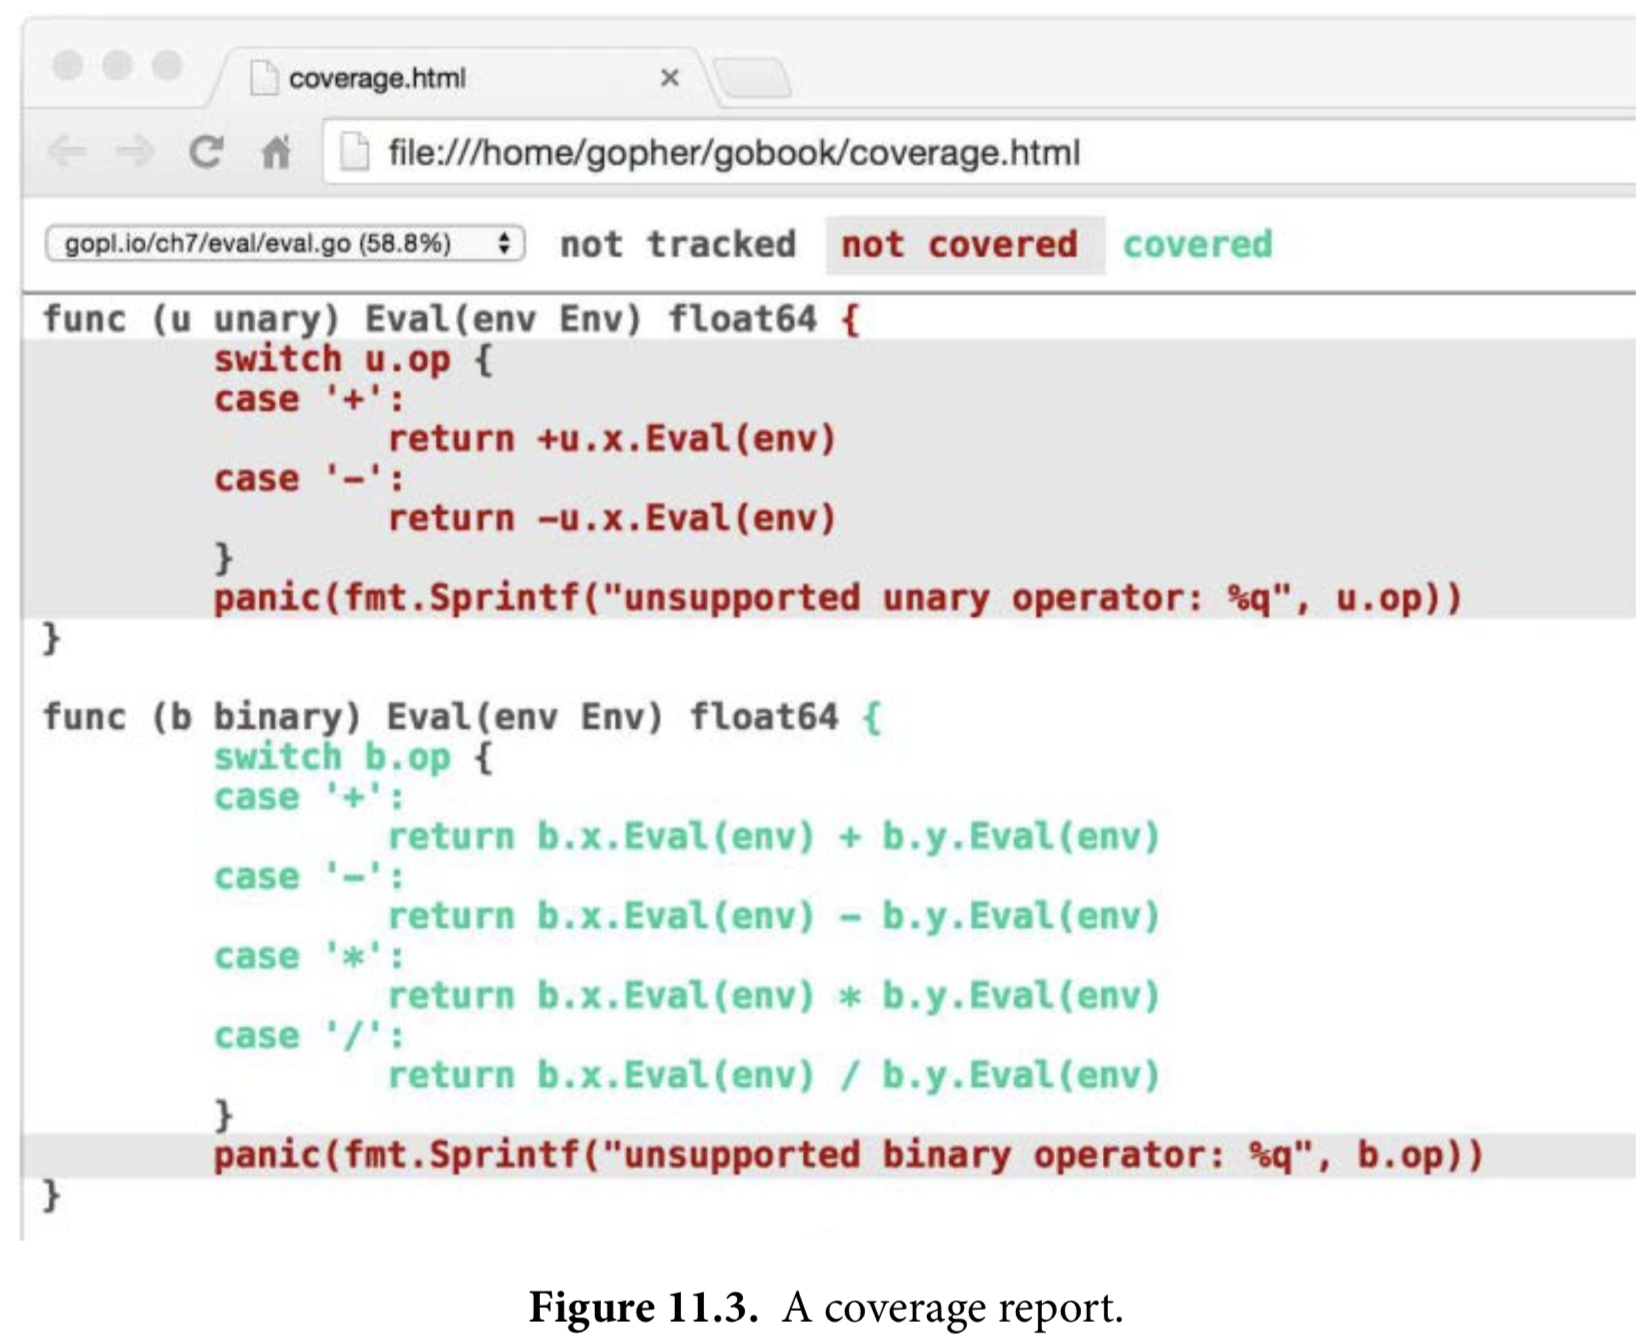 coverage.html
file:///home/gopher/gobook/coverage.html
gopl.io/ch7/eval/eval.go (58.8%) not tracked not covered covered
func (u unary) Eval(env Env) float64 {
        switch u.op {
        case '+':
                return +u.x.Eval(env)
        case '-':
                return -u.x.Eval(env)
        }
        panic(fmt.Sprintf("unsupported unary operator: %q", u.op))
}
func (b binary) Eval(env Env) float64 {
        switch b.op {
        case '+':
                return b.x.Eval(env) + b.y.Eval(env)
        case '-':
                return b.x.Eval(env) - b.y.Eval(env)
        case '*':
                return b.x.Eval(env) * b.y.Eval(env)
        case '/':
                return b.x.Eval(env) / b.y.Eval(env)
        }
        panic(fmt.Sprintf("unsupported binary operator: %q", b.op))
}
Figure 11.3. A coverage report.